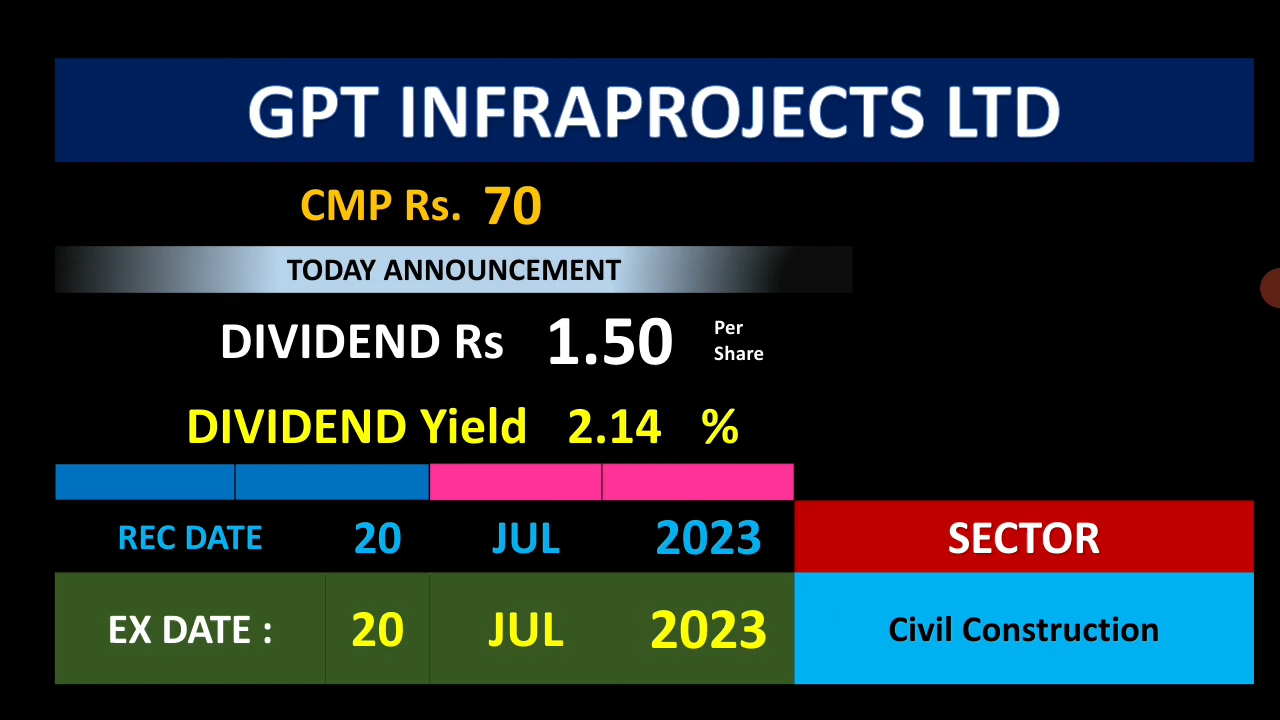 GPT INFRAPROJECTS LTD
CMP Rs. 70
TODAY ANNOUNCEMENT
DIVIDEND Rs 1.50 Per Share
DIVIDEND Yield 2.14 %
REC DATE 20 JUL 2023 SECTOR
EX DATE : 20 JUL 2023 Civil Construction